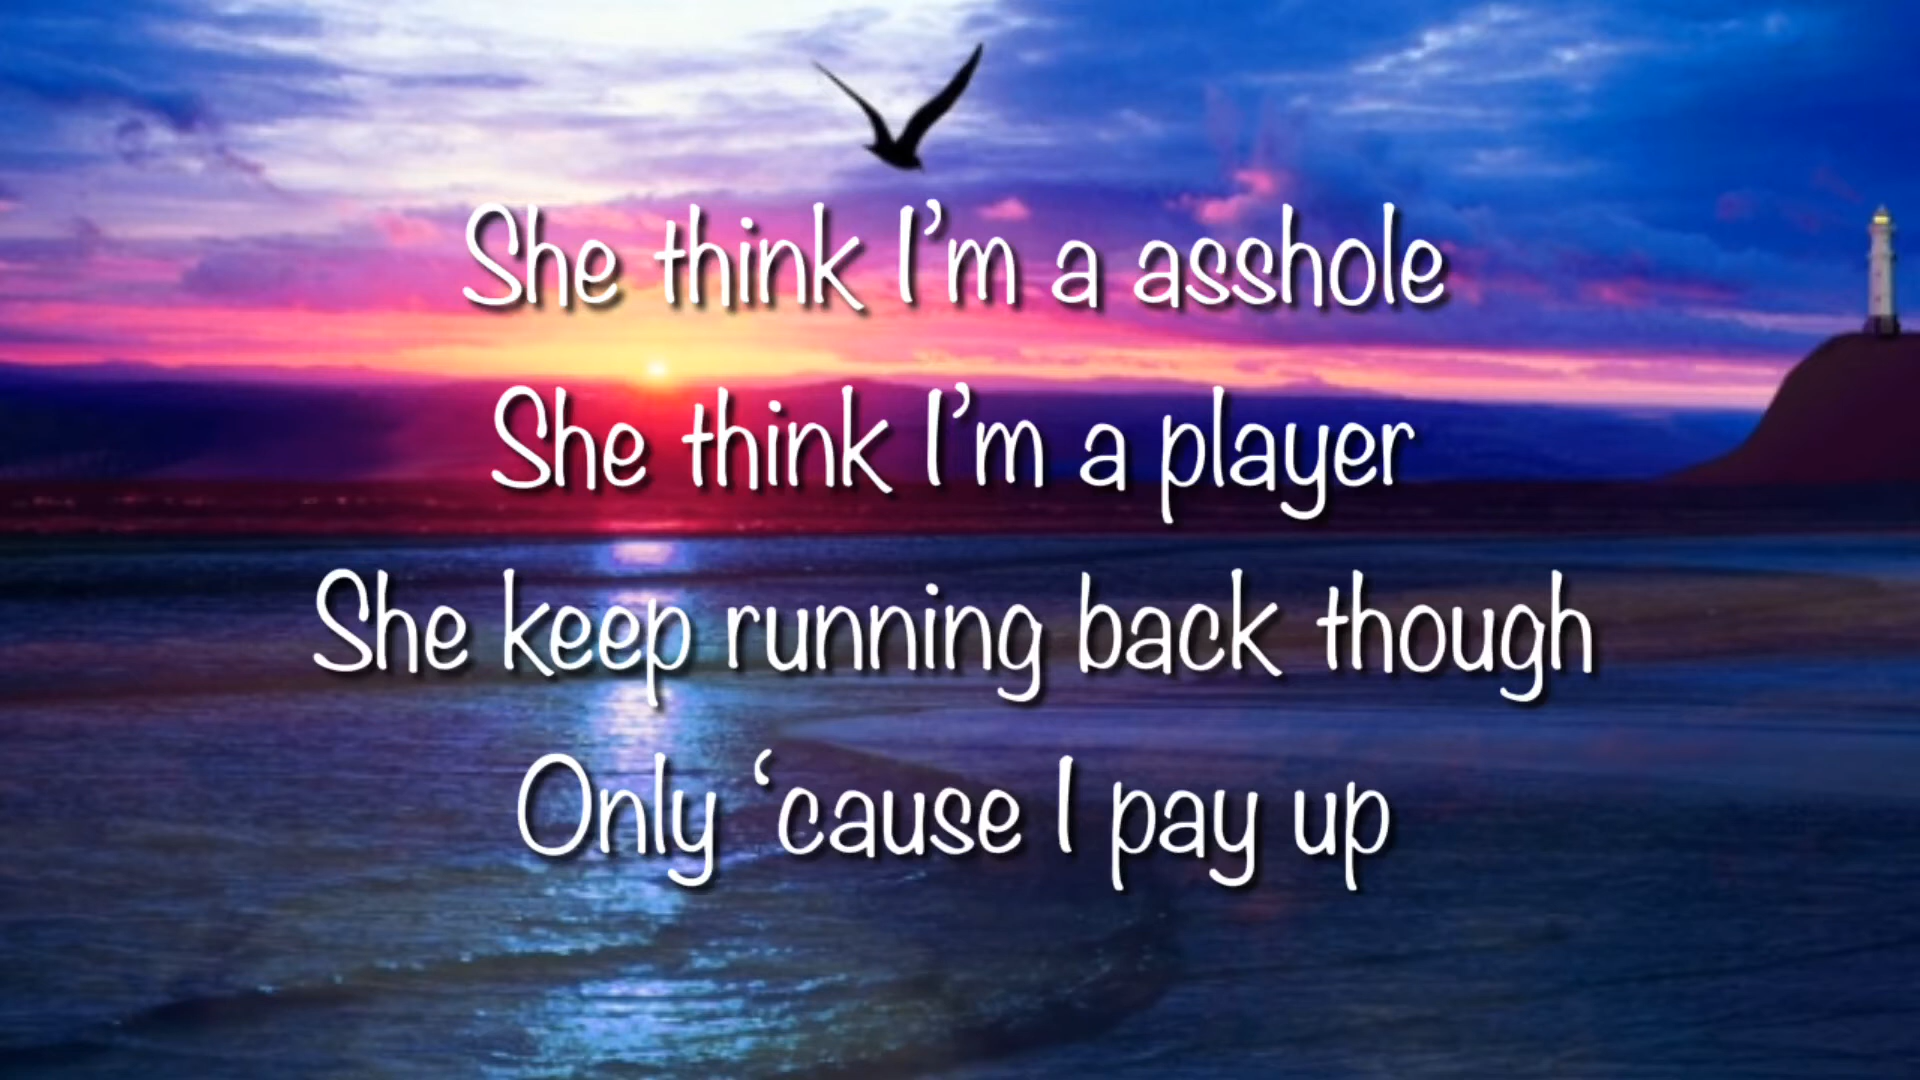 She think I’m a asshole
She think I’m a player
She keep running back though
Only ‘cause I pay up